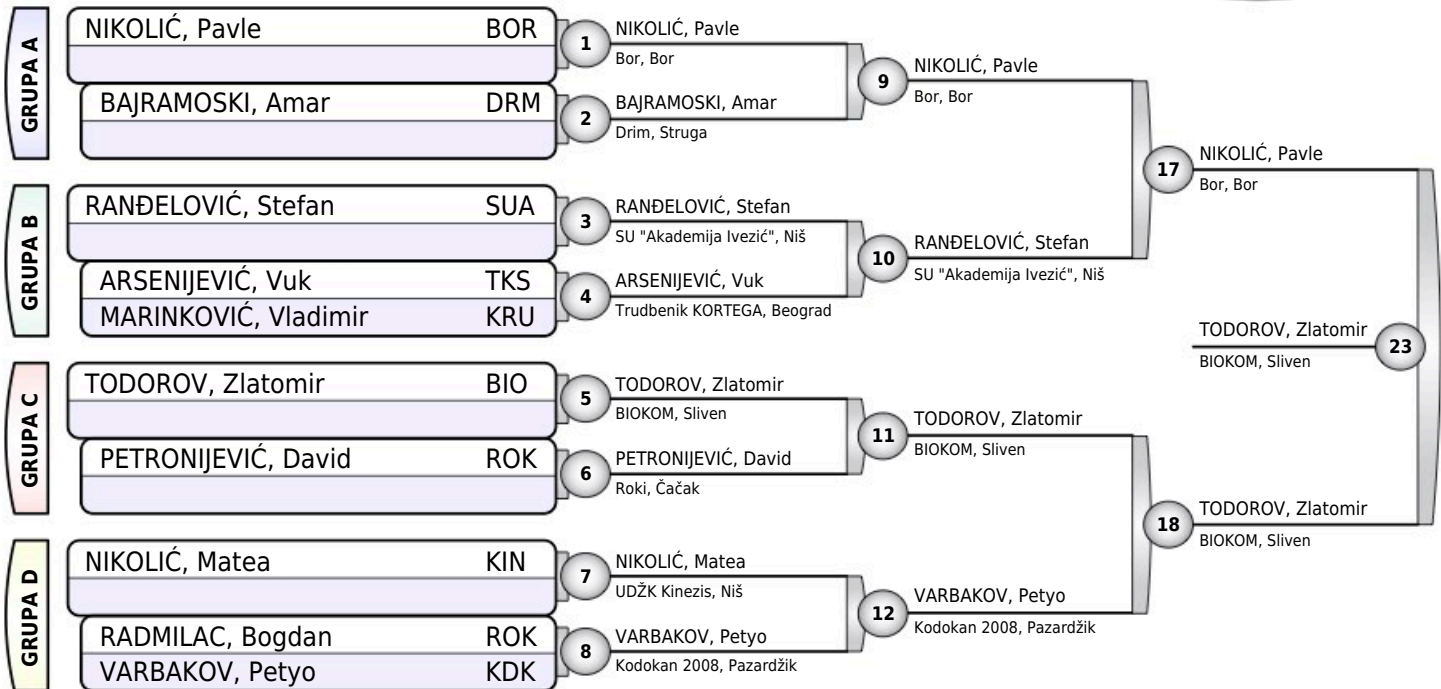 GRUPA A
NIKOLIĆ, Pavle BOR
BAJRAMOSKI, Amar DRM
1
NIKOLIĆ, Pavle
Bor, Bor
2
BAJRAMOSKI, Amar
Drim, Struga
9
NIKOLIĆ, Pavle
Bor, Bor
GRUPA B
RANĐELOVIĆ, Stefan SUA
ARSENIJEVIĆ, Vuk TKS
MARINKOVIĆ, Vladimir KRU
3
RANĐELOVIĆ, Stefan
SU "Akademija Ivezić", Niš
4
ARSENIJEVIĆ, Vuk
Trudbenik KORTEGA, Beograd
10
RANĐELOVIĆ, Stefan
SU "Akademija Ivezić", Niš
17
NIKOLIĆ, Pavle
Bor, Bor
GRUPA C
TODOROV, Zlatomir BIO
PETRONIJEVIĆ, David ROK
5
TODOROV, Zlatomir
BIOKOM, Sliven
6
PETRONIJEVIĆ, David
Roki, Čačak
11
TODOROV, Zlatomir
BIOKOM, Sliven
GRUPA D
NIKOLIĆ, Matea KIN
RADMILAC, Bogdan ROK
VARBAKOV, Petyo KDK
7
NIKOLIĆ, Matea
UDŽK Kinezis, Niš
8
VARBAKOV, Petyo
Kodokan 2008, Pazardžik
12
VARBAKOV, Petyo
Kodokan 2008, Pazardžik
18
TODOROV, Zlatomir
BIOKOM, Sliven
TODOROV, Zlatomir
BIOKOM, Sliven
23